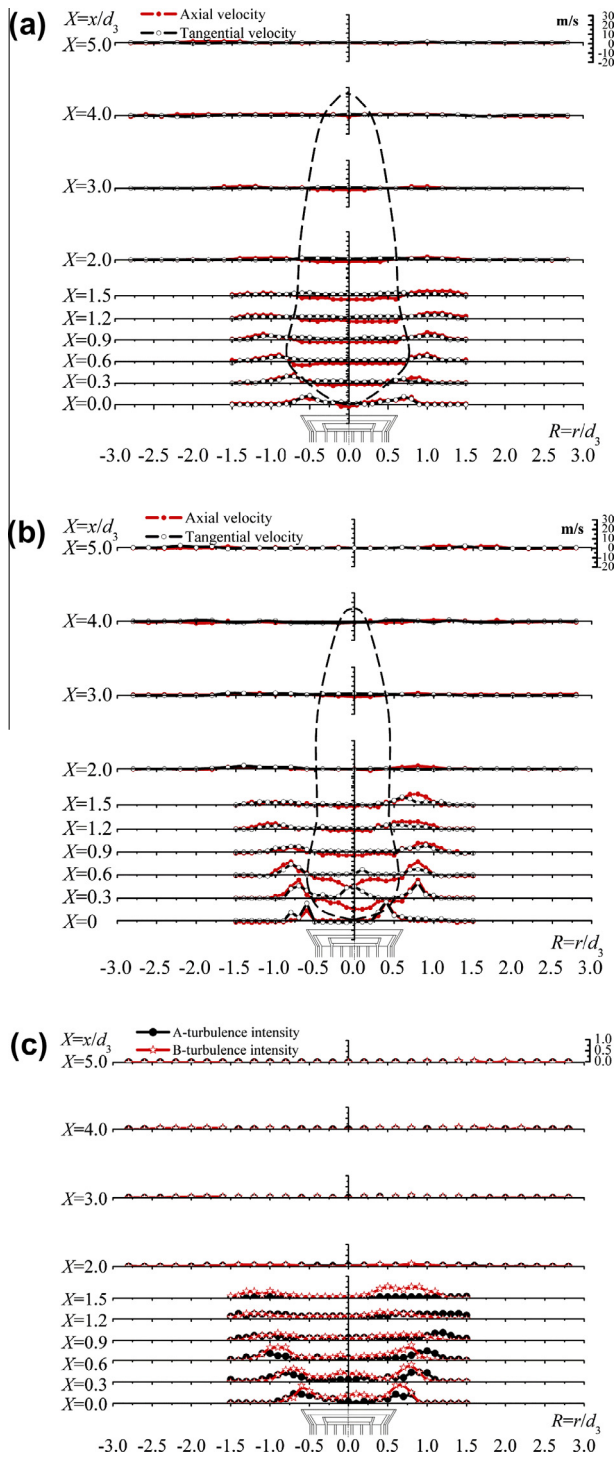 (a)
X=x/d3
Axial velocity
Tangential velocity
m/s
30
20
10
0
-10
-20
X=5.0
X=4.0
X=3.0
X=2.0
X=1.5
X=1.2
X=0.9
X=0.6
X=0.3
X=0.0
R=r/d3
-3.0 -2.5 -2.0 -1.5 -1.0 -0.5 0.0 0.5 1.0 1.5 2.0 2.5 3.0
(b)
X=x/d3
Axial velocity
Tangential velocity
m/s
30
20
10
0
-10
-20
X=5.0
X=4.0
X=3.0
X=2.0
X=1.5
X=1.2
X=0.9
X=0.6
X=0.3
X=0
R=r/d3
-3.0 -2.5 -2.0 -1.5 -1.0 -0.5 0.0 0.5 1.0 1.5 2.0 2.5 3.0
(c)
X=x/d3
A-turbulence intensity
B-turbulence intensity
1.0
0.5
0.0
X=5.0
X=4.0
X=3.0
X=2.0
X=1.5
X=1.2
X=0.9
X=0.6
X=0.3
X=0.0
R=r/d3
-3.0 -2.5 -2.0 -1.5 -1.0 -0.5 0.0 0.5 1.0 1.5 2.0 2.5 3.0